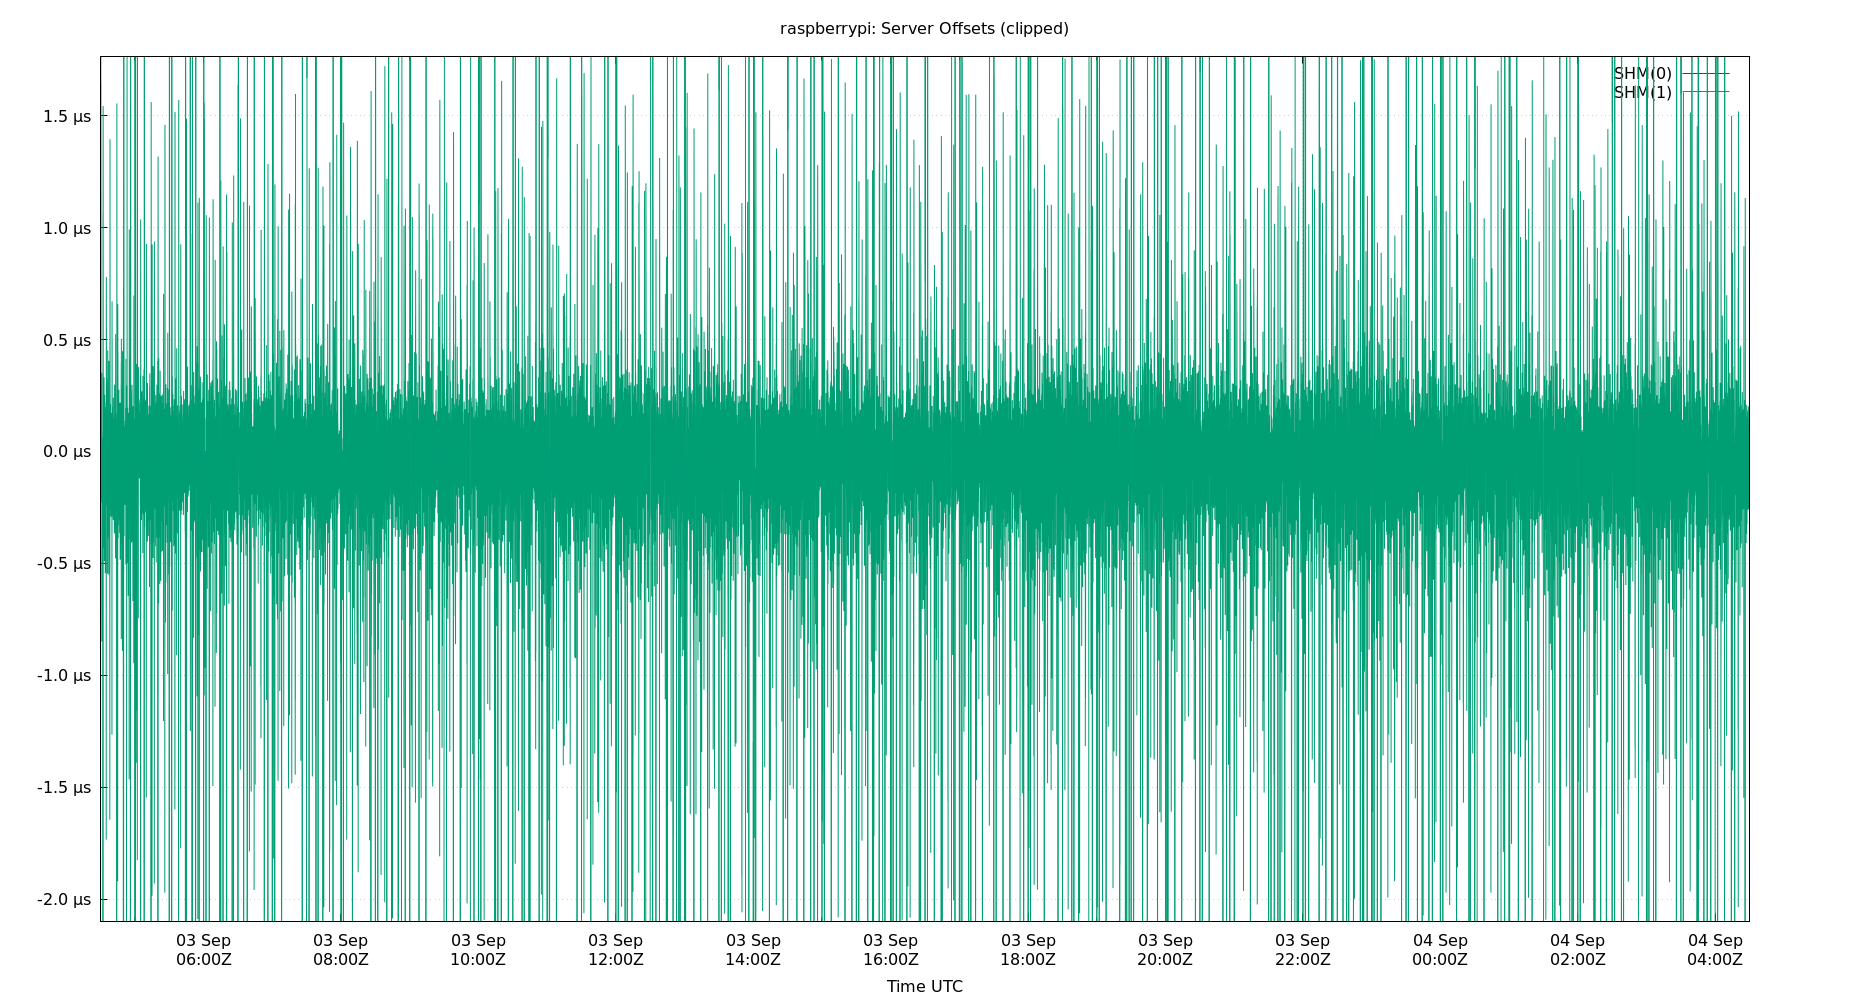 raspberrypi: Server Offsets (clipped)
SHM(0)
SHM(1)
1.5 µs
1.0 µs
0.5 µs
0.0 µs
-0.5 µs
-1.0 µs
-1.5 µs
-2.0 µs
03 Sep 03 Sep 03 Sep 03 Sep 03 Sep 03 Sep 03 Sep 03 Sep 03 Sep 04 Sep 04 Sep 04 Sep
06:00Z 08:00Z 10:00Z 12:00Z 14:00Z 16:00Z 18:00Z 20:00Z 22:00Z 00:00Z 02:00Z 04:00Z
Time UTC